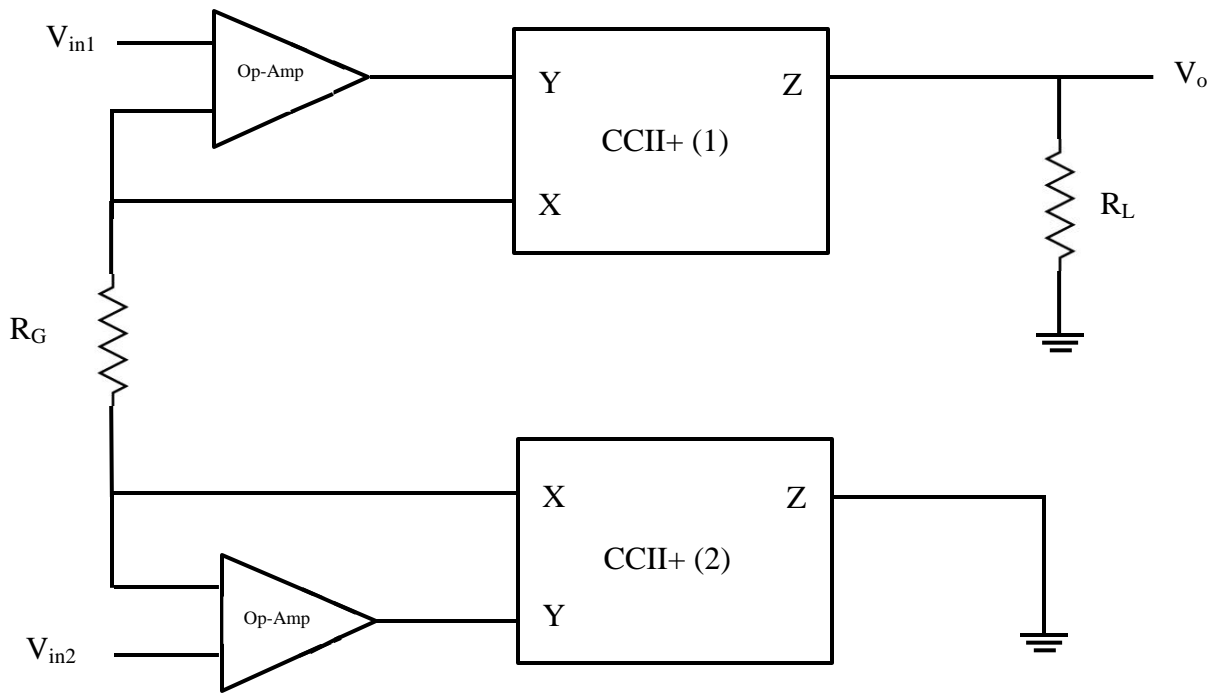 V_in1
Op-Amp
Y
Z
V_o
CCII+ (1)
X
R_L
R_G
X
Z
CCII+ (2)
Op-Amp
Y
V_in2